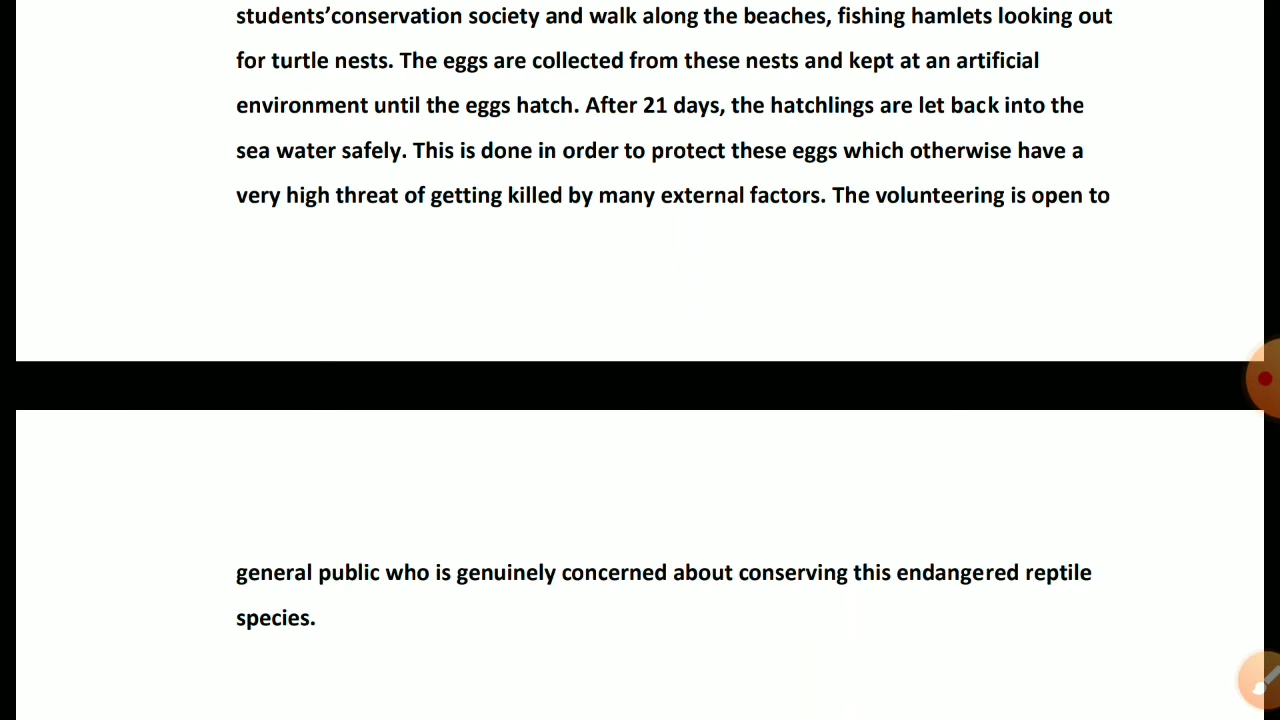 students’conservation society and walk along the beaches, fishing hamlets looking out
for turtle nests. The eggs are collected from these nests and kept at an artificial
environment until the eggs hatch. After 21 days, the hatchlings are let back into the
sea water safely. This is done in order to protect these eggs which otherwise have a
very high threat of getting killed by many external factors. The volunteering is open to
general public who is genuinely concerned about conserving this endangered reptile
species.